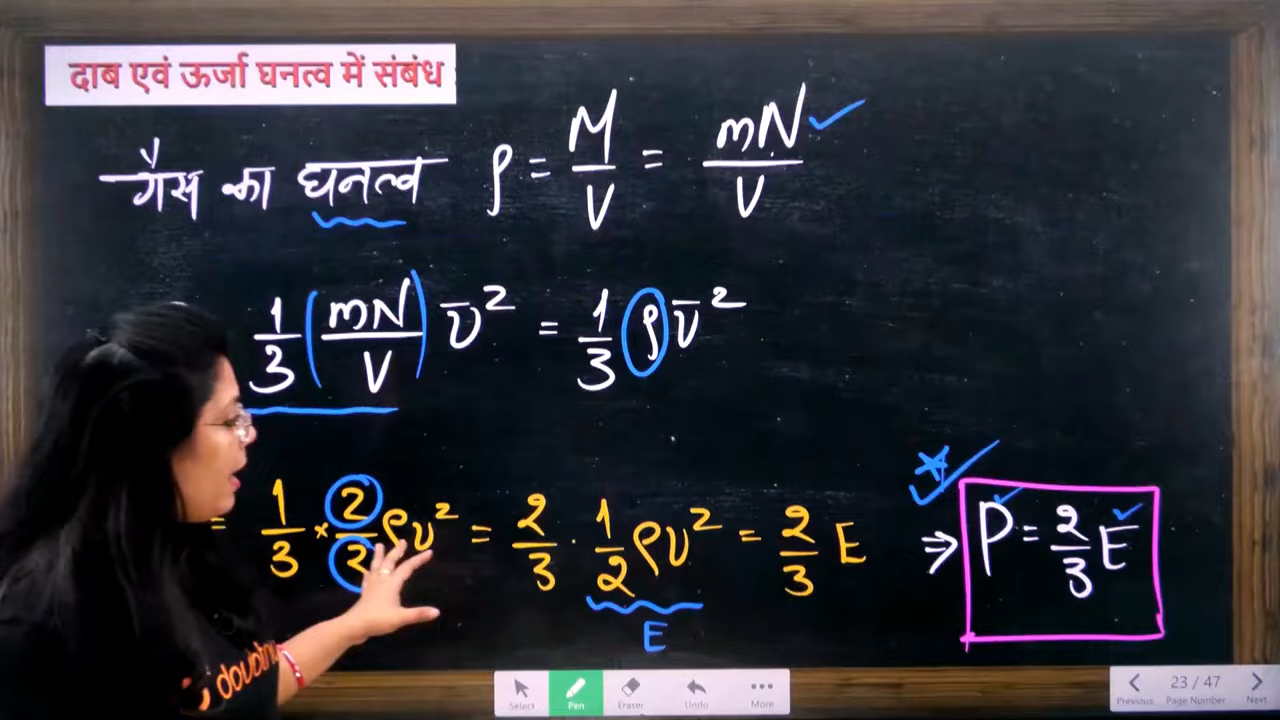 दाब एवं ऊर्जा घनत्व में संबंध
गैस का घनत्व ρ = M/V = mN/V ✓
1/3 (mN/V) v̄² = 1/3 ρ v̄²
= 1/3 × 2/2 ρv² = 2/3 · 1/2 ρv² = 2/3 E ⇒ P = 2/3 E
E
Select Pen Eraser Undo More
23 / 47
Previous Page Number Next